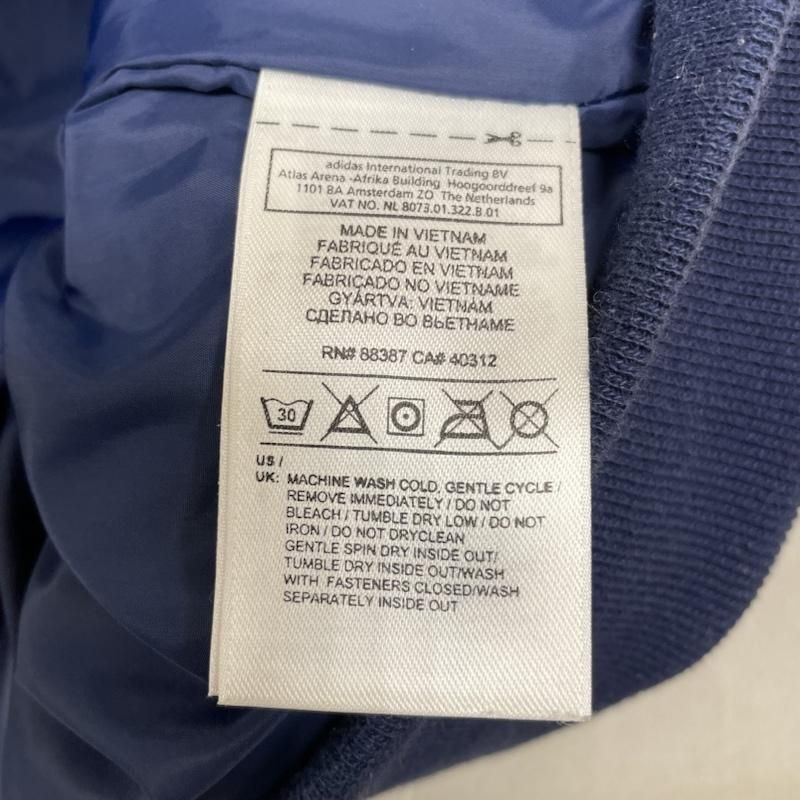 adidas International Trading BV
Atlas Arena -Afrika Building Hoogoorddreef 9a
1101 BA Amsterdam ZO The Netherlands
VAT NO. NL 8073.01.322.B.01
MADE IN VIETNAM
FABRIQUÉ AU VIETNAM
FABRICADO EN VIETNAM
FABRICADO NO VIETNAME
GYÁRTVA: VIETNÁM
СДЕЛАНО ВО ВЬЕТНАМЕ
RN# 88387 CA# 40312
30
US /
UK: MACHINE WASH COLD, GENTLE CYCLE /
REMOVE IMMEDIATELY / DO NOT
BLEACH / TUMBLE DRY LOW / DO NOT
IRON / DO NOT DRYCLEAN
GENTLE SPIN DRY INSIDE OUT/
TUMBLE DRY INSIDE OUT/WASH
WITH FASTENERS CLOSED/WASH
SEPARATELY INSIDE OUT